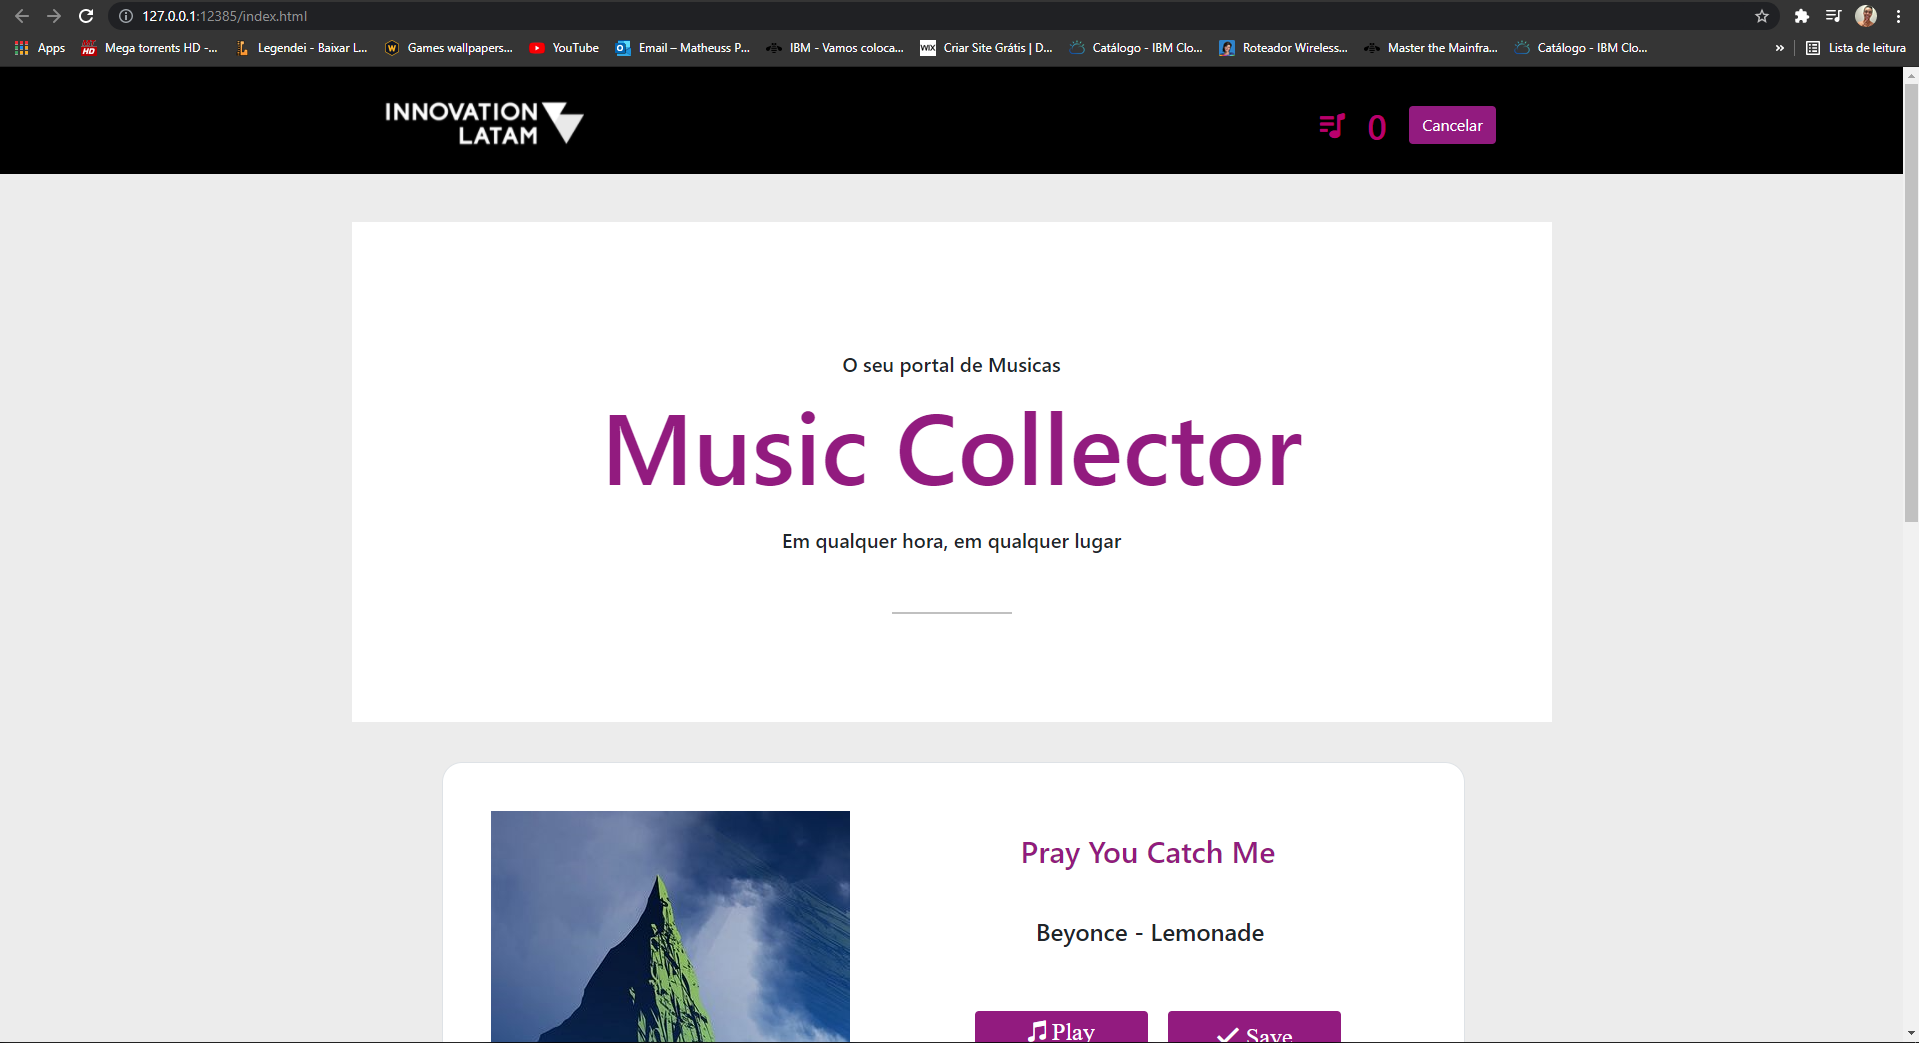 127.0.0.1:12385/index.html
Apps
HD
Mega torrents HD -...
Legendei - Baixar L...
Games wallpapers...
YouTube
Email – Matheuss P...
IBM - Vamos coloca...
WIX
Criar Site Grátis | D...
Catálogo - IBM Clo...
Roteador Wireless...
Master the Mainfra...
Catálogo - IBM Clo...
»
Lista de leitura
INNOVATION
LATAM
0
Cancelar
O seu portal de Musicas
Music Collector
Em qualquer hora, em qualquer lugar
Pray You Catch Me
Beyonce - Lemonade
Play
Save